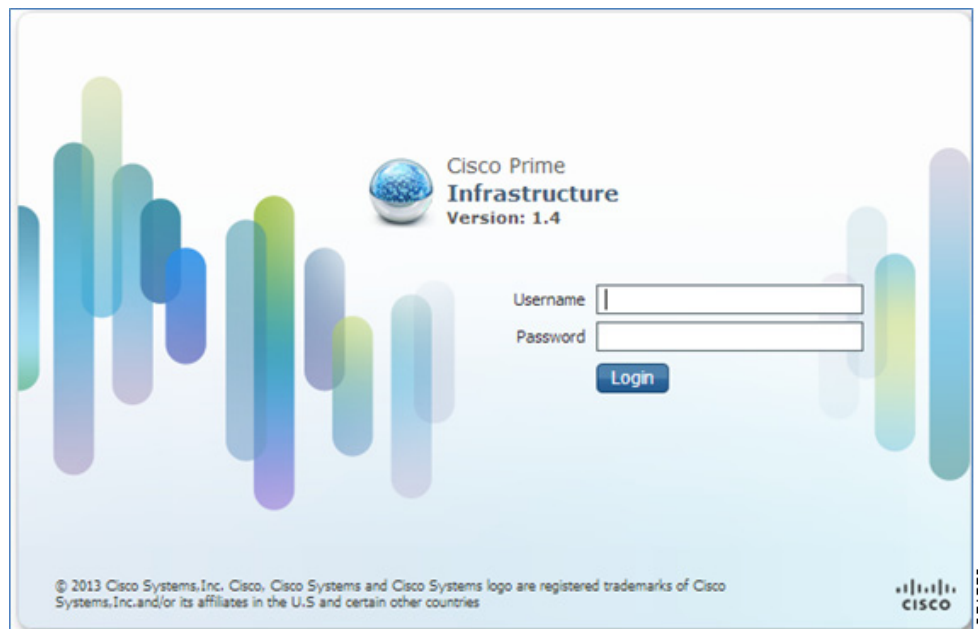 Cisco Prime
Infrastructure
Version: 1.4
Username
Password
Login
© 2013 Cisco Systems,Inc. Cisco, Cisco Systems and Cisco Systems logo are registered trademarks of Cisco
Systems,Inc.and/or its affiliates in the U.S and certain other countries
CISCO